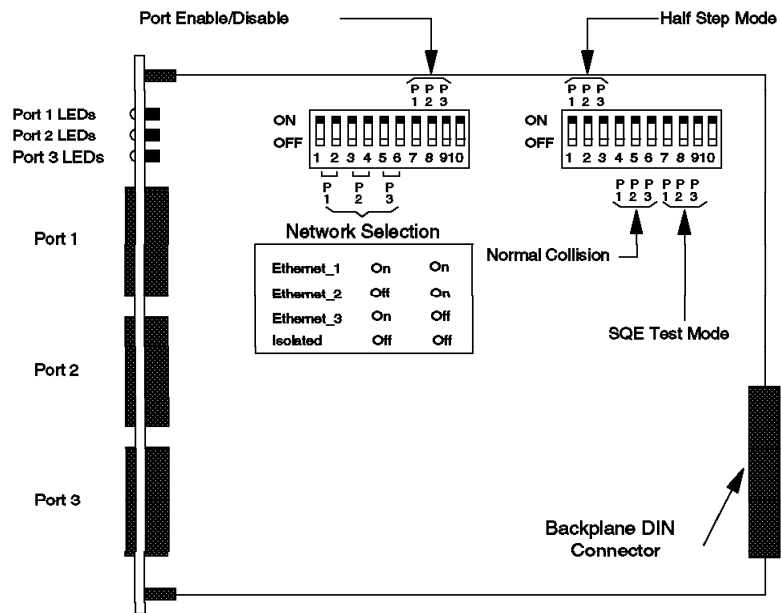 Port Enable/Disable
Half Step Mode
P P P
1 2 3
P P P
1 2 3
Port 1 LEDs
Port 2 LEDs
Port 3 LEDs
ON
OFF
1 2 3 4 5 6 7 8 9 10
ON
OFF
1 2 3 4 5 6 7 8 9 10
P P P
1 2 3
Network Selection
Ethernet_1 On On
Ethernet_2 Off On
Ethernet_3 On Off
Isolated Off Off
P P P P P P
1 2 3 1 2 3
Normal Collision
SQE Test Mode
Port 1
Port 2
Port 3
Backplane DIN
Connector